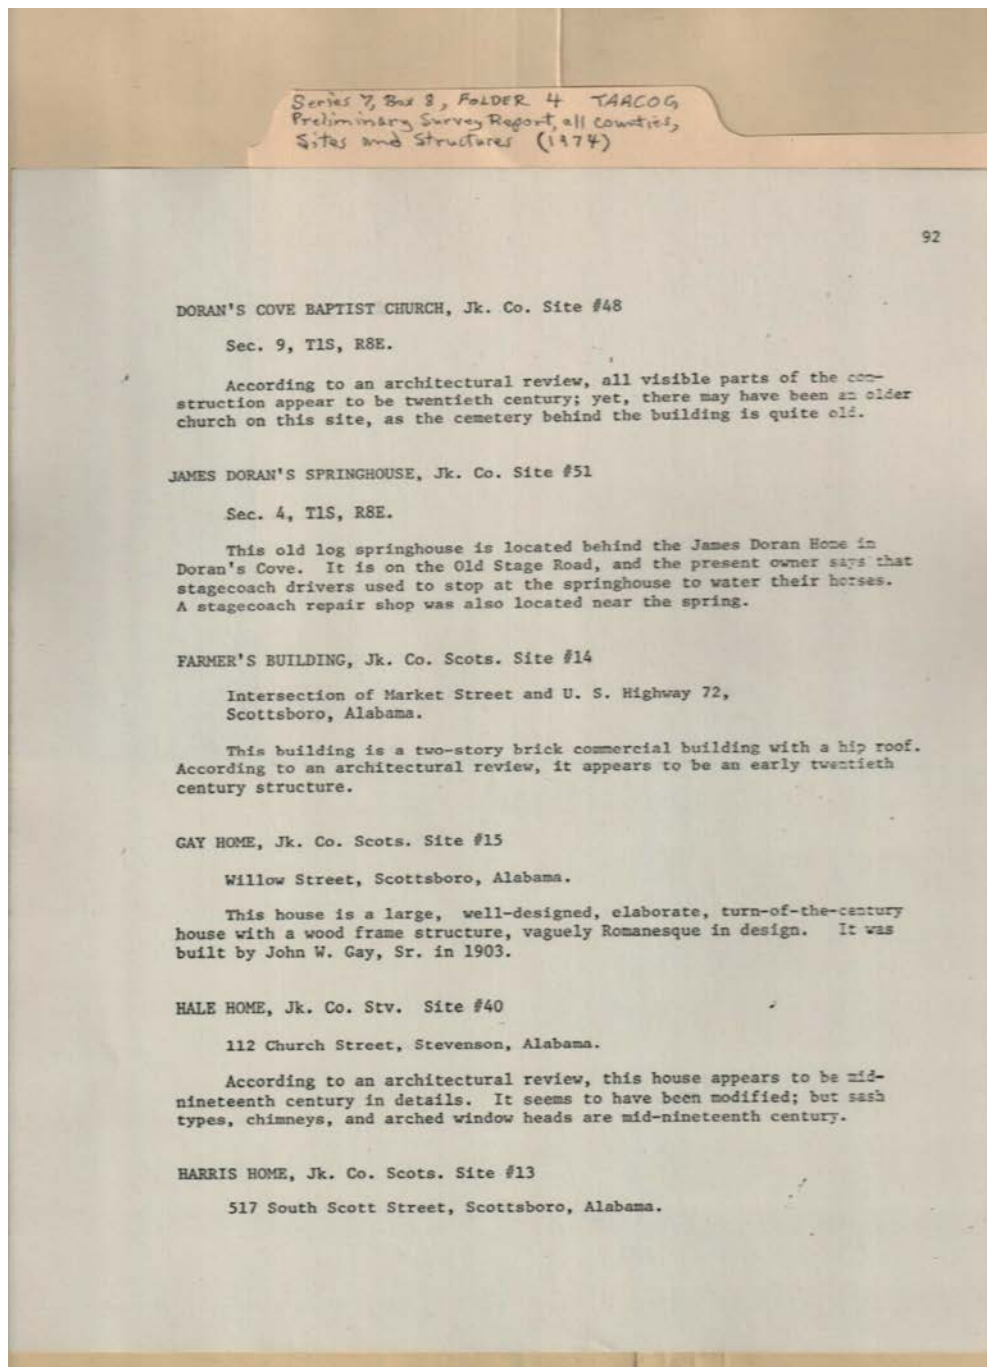 Series 7, Box 8, FOLDER 4 TARCOG
Preliminary Survey Report, all counties,
Sites and Structures (1974)
92
DORAN'S COVE BAPTIST CHURCH, Jk. Co. Site #48
Sec. 9, T1S, R8E.
According to an architectural review, all visible parts of the con-
struction appear to be twentieth century; yet, there may have been an older
church on this site, as the cemetery behind the building is quite old.
JAMES DORAN'S SPRINGHOUSE, Jk. Co. Site #51
Sec. 4, T1S, R8E.
This old log springhouse is located behind the James Doran Home in
Doran's Cove. It is on the Old Stage Road, and the present owner says that
stagecoach drivers used to stop at the springhouse to water their horses.
A stagecoach repair shop was also located near the spring.
FARMER'S BUILDING, Jk. Co. Scots. Site #14
Intersection of Market Street and U. S. Highway 72,
Scottsboro, Alabama.
This building is a two-story brick commercial building with a hip roof.
According to an architectural review, it appears to be an early twentieth
century structure.
GAY HOME, Jk. Co. Scots. Site #15
Willow Street, Scottsboro, Alabama.
This house is a large, well-designed, elaborate, turn-of-the-century
house with a wood frame structure, vaguely Romanesque in design. It was
built by John W. Gay, Sr. in 1903.
HALE HOME, Jk. Co. Stv. Site #40
112 Church Street, Stevenson, Alabama.
According to an architectural review, this house appears to be mid-
nineteenth century in details. It seems to have been modified; but sash
types, chimneys, and arched window heads are mid-nineteenth century.
HARRIS HOME, Jk. Co. Scots. Site #13
517 South Scott Street, Scottsboro, Alabama.